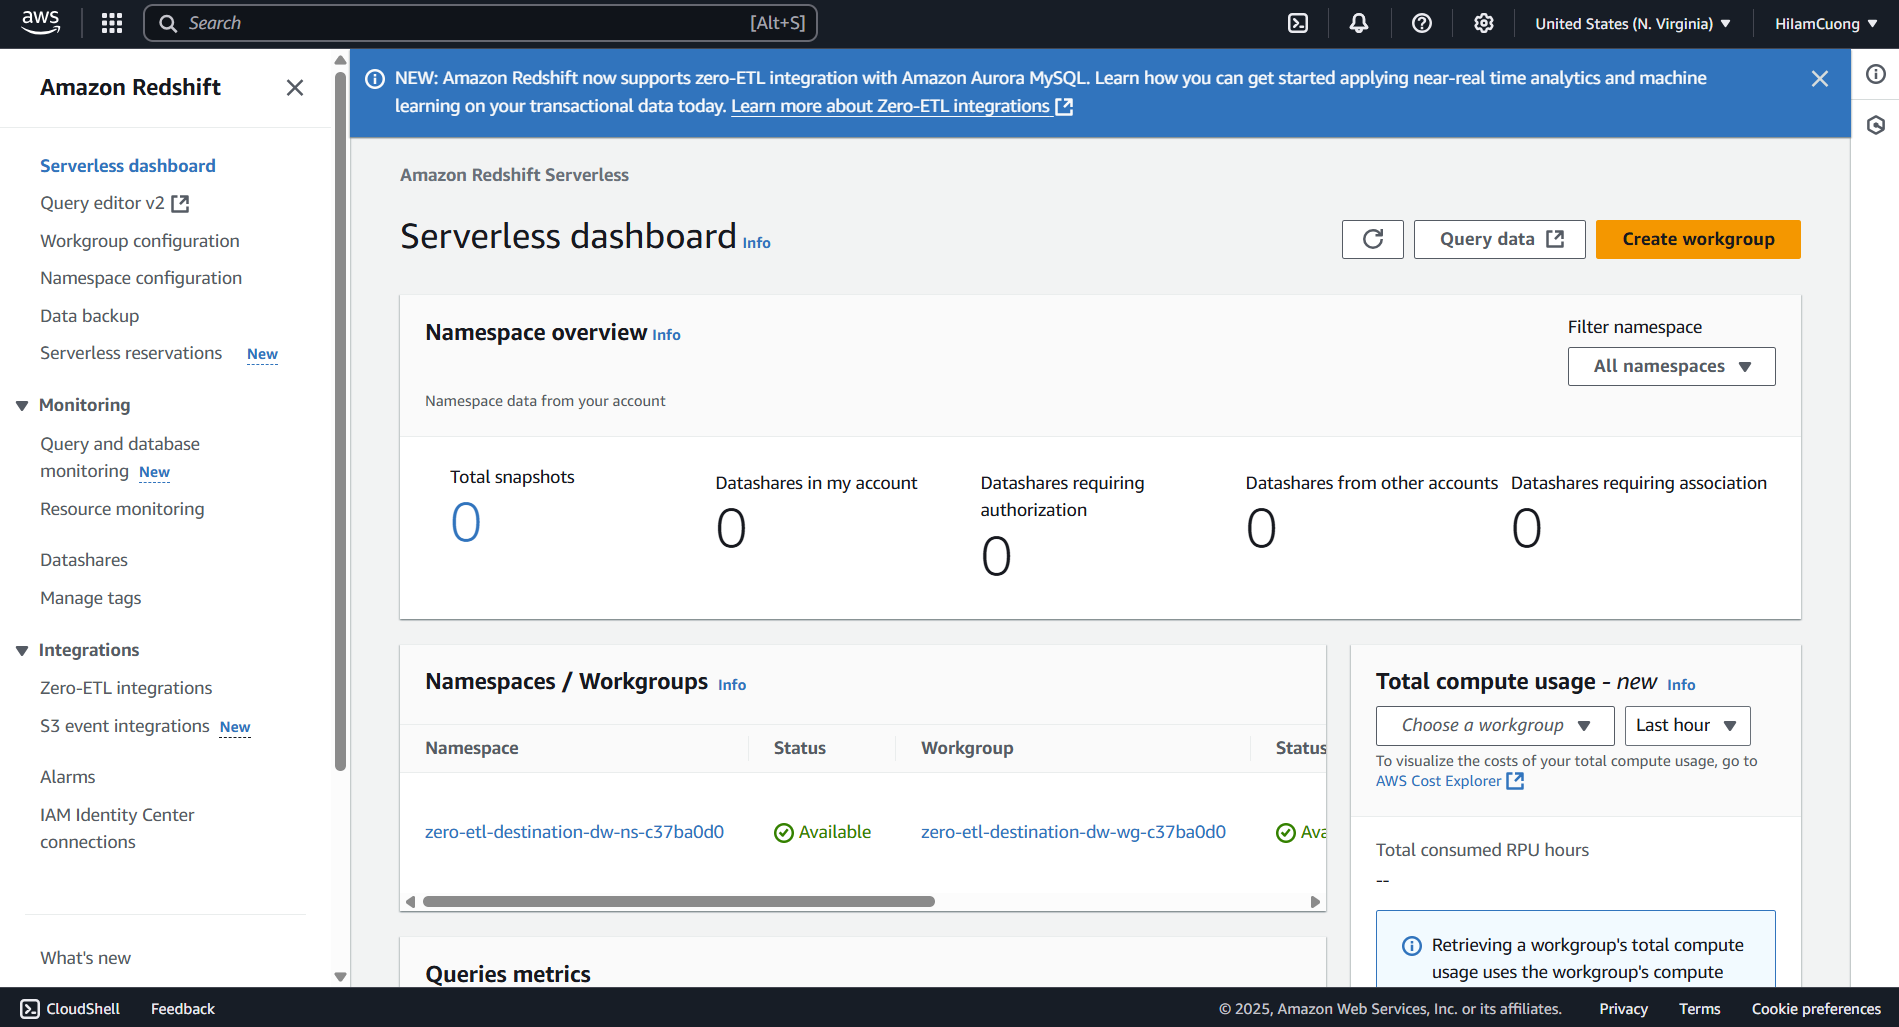 aws
Search
[Alt+S]
United States (N. Virginia)
HilamCuong
Amazon Redshift
Serverless dashboard
Query editor v2
Workgroup configuration
Namespace configuration
Data backup
Serverless reservations New
Monitoring
Query and database
monitoring New
Resource monitoring
Datashares
Manage tags
Integrations
Zero-ETL integrations
S3 event integrations New
Alarms
IAM Identity Center
connections
What's new
NEW: Amazon Redshift now supports zero-ETL integration with Amazon Aurora MySQL. Learn how you can get started applying near-real time analytics and machine
learning on your transactional data today. Learn more about Zero-ETL integrations
Amazon Redshift Serverless
Serverless dashboard Info
Query data
Create workgroup
Namespace overview Info
Filter namespace
All namespaces
Namespace data from your account
Total snapshots
0
Datashares in my account
0
Datashares requiring
authorization
0
Datashares from other accounts
0
Datashares requiring association
0
Namespaces / Workgroups Info
Namespace
Status
Workgroup
Status
zero-etl-destination-dw-ns-c37ba0d0
Available
zero-etl-destination-dw-wg-c37ba0d0
Ava
Queries metrics
Total compute usage - new Info
Choose a workgroup
Last hour
To visualize the costs of your total compute usage, go to
AWS Cost Explorer
Total consumed RPU hours
--
Retrieving a workgroup's total compute
usage uses the workgroup's compute
CloudShell
Feedback
© 2025, Amazon Web Services, Inc. or its affiliates.
Privacy
Terms
Cookie preferences